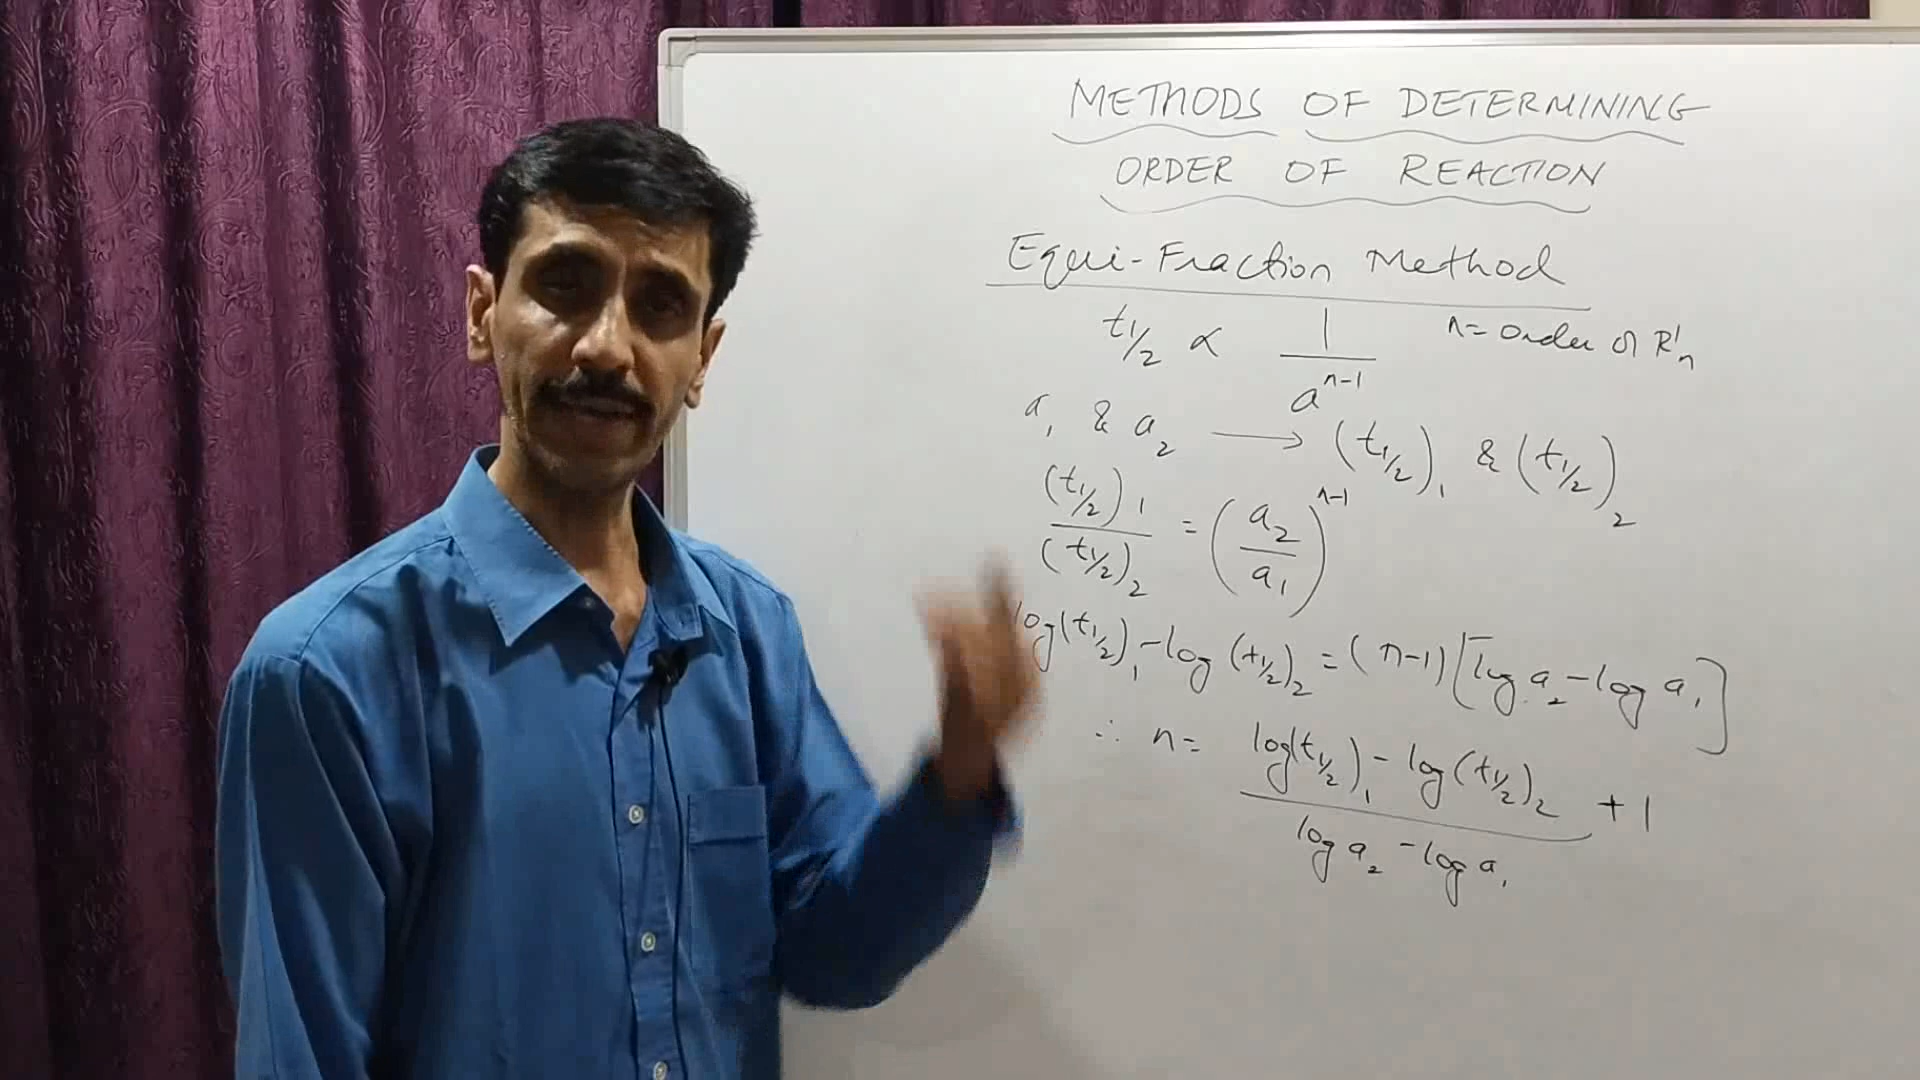 METHODS OF DETERMINING
ORDER OF REACTION
Equi-Fraction Method
t1/2 ∝ 1/a^(n-1) n = Order of R'n
a1 & a2 → (t1/2)1 & (t1/2)2
(t1/2)1/(t1/2)2 = (a2/a1)^(n-1)
log(t1/2)1 - log(t1/2)2 = (n-1)[log a2 - log a1]
∴ n = (log(t1/2)1 - log(t1/2)2)/(log a2 - log a1) + 1